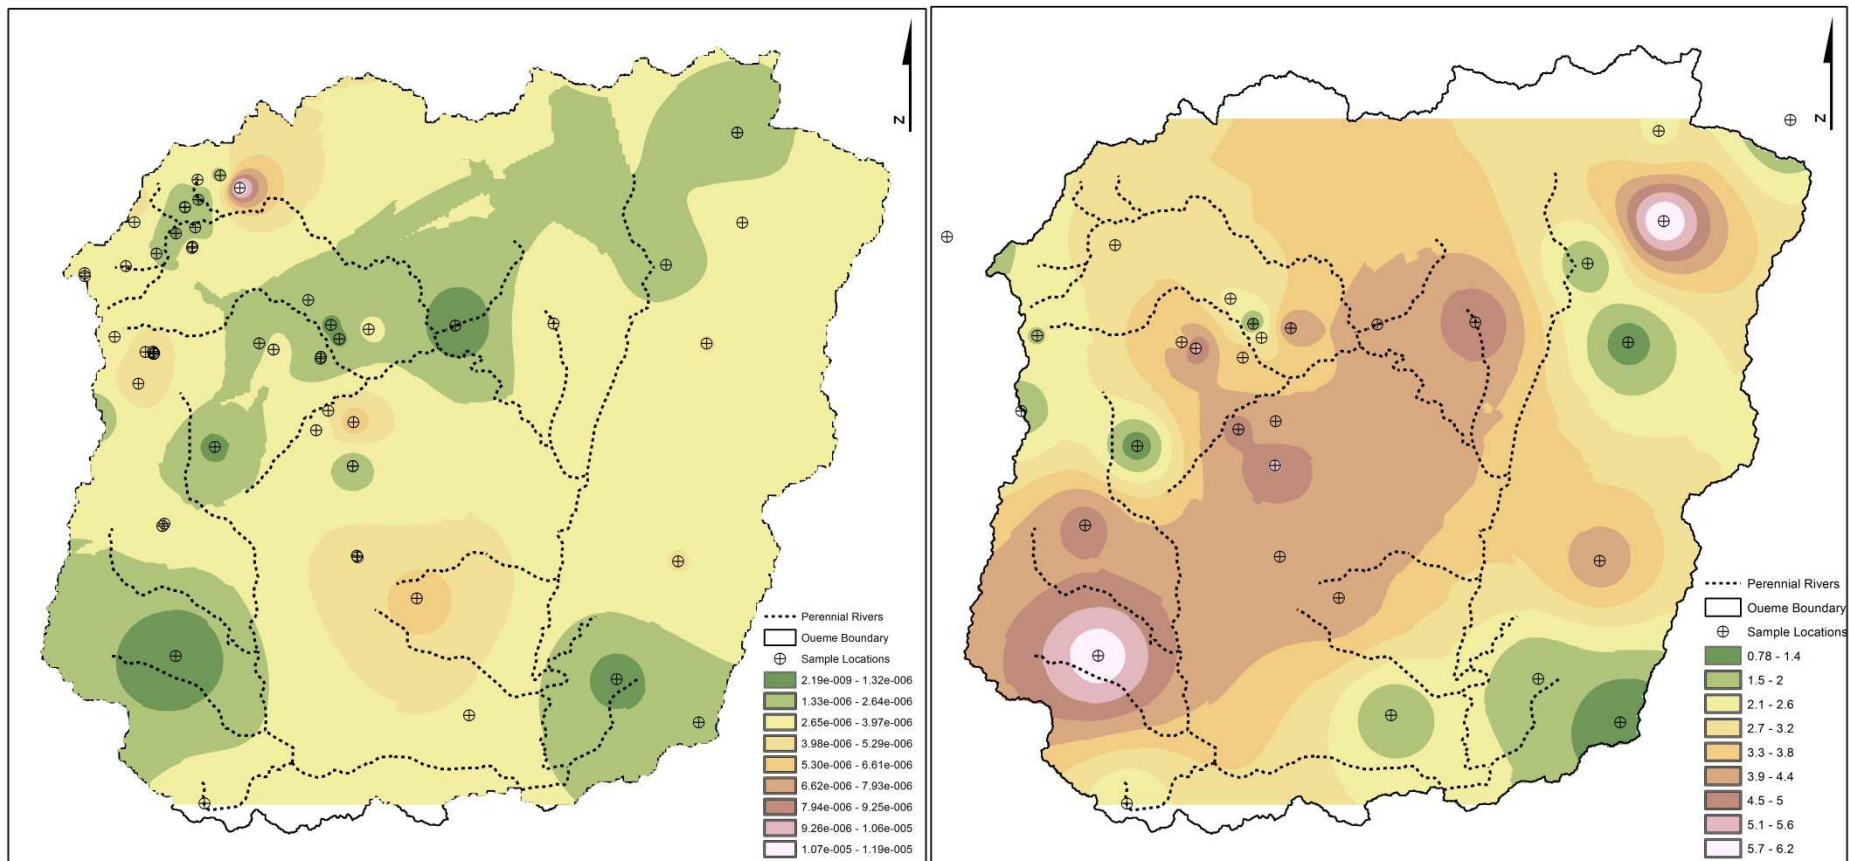 N
Perennial Rivers
Oueme Boundary
Sample Locations
2.19e-009 - 1.32e-006
1.33e-006 - 2.64e-006
2.65e-006 - 3.97e-006
3.98e-006 - 5.29e-006
5.30e-006 - 6.61e-006
6.62e-006 - 7.93e-006
7.94e-006 - 9.25e-006
9.26e-006 - 1.06e-005
1.07e-005 - 1.19e-005
N
Perennial Rivers
Oueme Boundary
Sample Locations
0.78 - 1.4
1.5 - 2
2.1 - 2.6
2.7 - 3.2
3.3 - 3.8
3.9 - 4.4
4.5 - 5
5.1 - 5.6
5.7 - 6.2